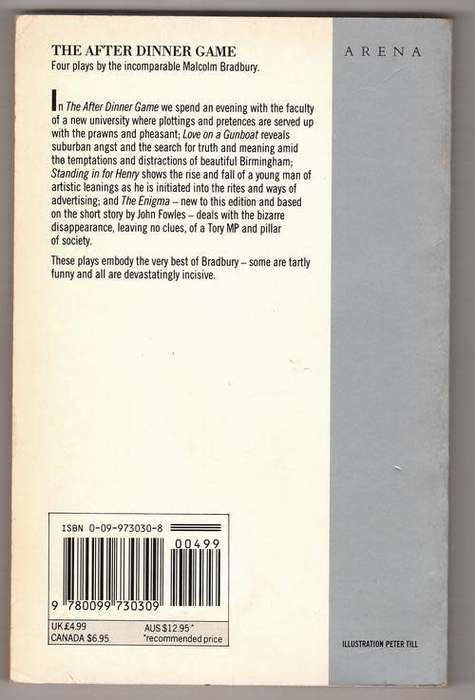 THE AFTER DINNER GAME
Four plays by the incomparable Malcolm Bradbury.
In The After Dinner Game we spend an evening with the faculty
of a new university where plottings and pretences are served up
with the prawns and pheasant; Love on a Gunboat reveals
suburban angst and the search for truth and meaning amid
the temptations and distractions of beautiful Birmingham;
Standing in for Henry shows the rise and fall of a young man of
artistic leanings as he is initiated into the rites and ways of
advertising; and The Enigma – new to this edition and based
on the short story by John Fowles – deals with the bizarre
disappearance, leaving no clues, of a Tory MP and pillar
of society.
These plays embody the very best of Bradbury – some are tartly
funny and all are devastatingly incisive.
ARENA
ISBN 0-09-973030-8
00499
9 780099 730309
UK £4.99 AUS $12.95*
CANADA $6.95 *recommended price
ILLUSTRATION PETER TILL